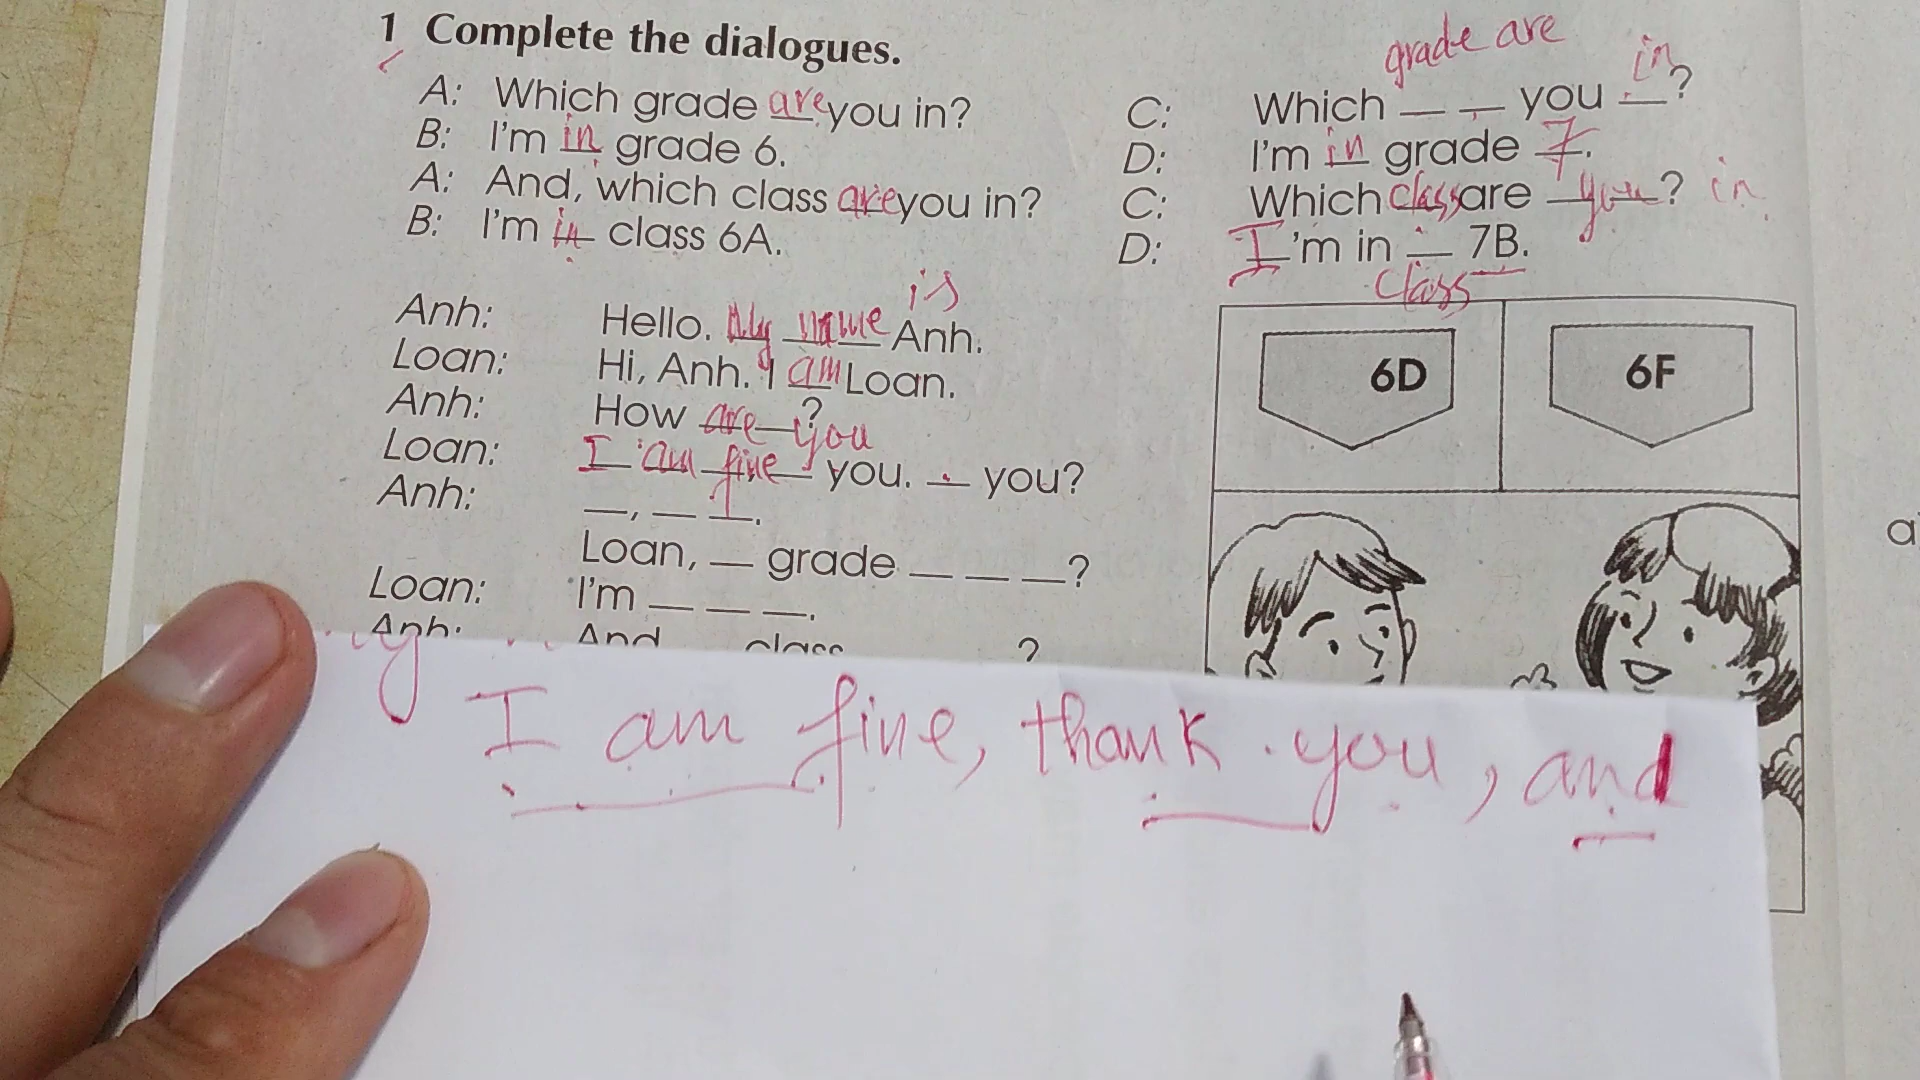 1 Complete the dialogues.
A: Which grade are you in?
B: I'm in grade 6.
A: And, which class are you in?
B: I'm in class 6A.
grade are in
C: Which _ _ you _?
D: I'm in grade 7.
C: Which class are you? in
D: I'm in _ 7B.
class
is
Anh: Hello. My name Anh.
Loan: Hi, Anh. I am Loan.
Anh: How are _?
you
Loan: I am fine _ you. _ you?
Anh: _, _ _.
Loan, _ grade _ _ _?
Loan: I'm _ _ _.
Anh: And class ?
6D
6F
a
I am fine, thank you, and